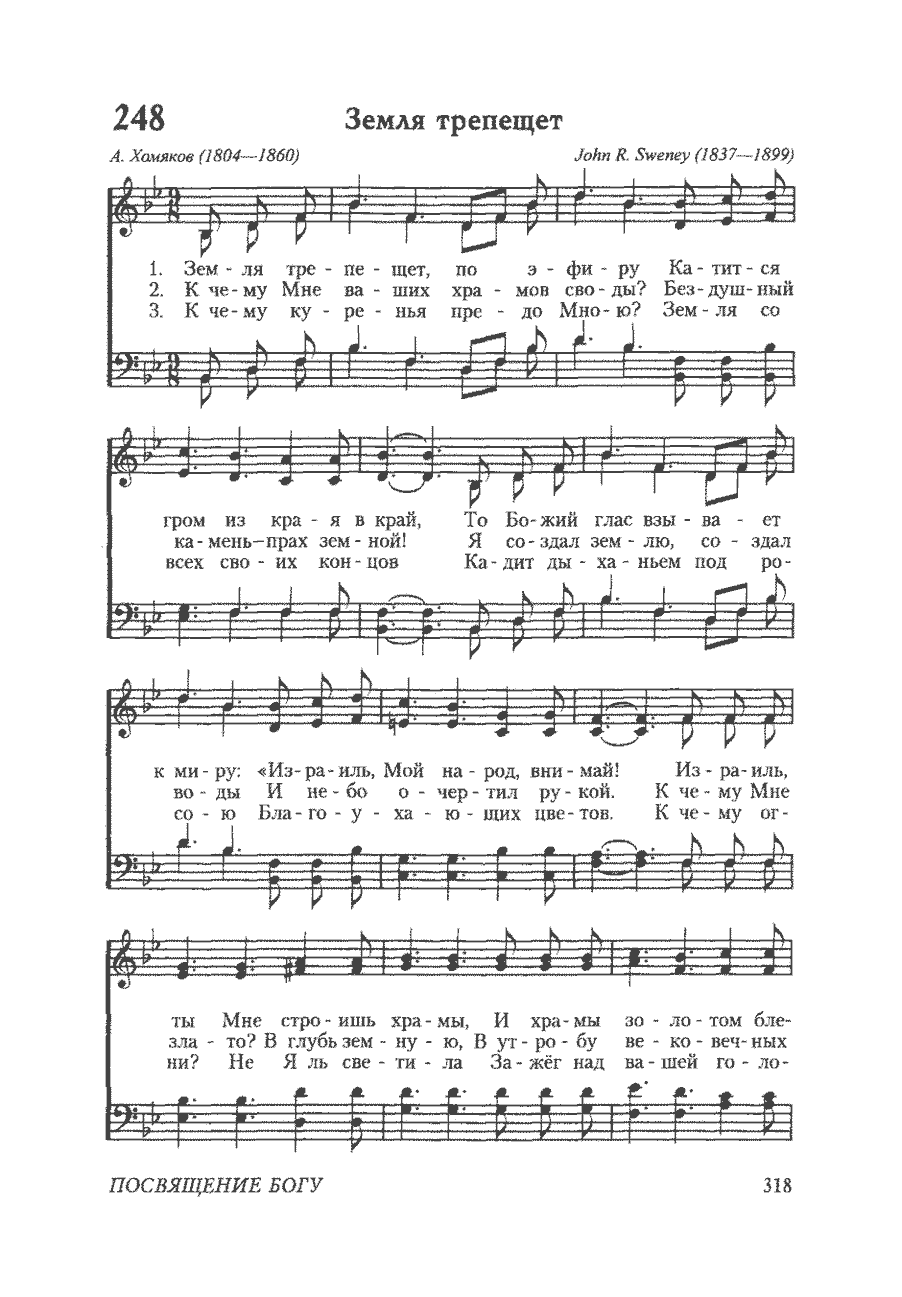 248 Земля трепещет
А. Хомяков (1804—1860) John R. Sweney (1837—1899)
1. Зем - ля тре - пе - щет, по э - фи - ру Ка - тит - ся
2. К че - му Мне ва - ших хра - мов сво - ды? Без - душ - ный
3. К че - му ку - ре - нья пре - до Мно - ю? Зем - ля со
гром из кра - я в край, То Бо - жий глас взы - ва - ет
ка - мень—прах зем - ной! Я со - здал зем - лю, со - здал
всех сво - их кон - цов Ка - дит ды - ха - ньем под ро -
к ми - ру: «Из - ра - иль, Мой на - род, вни - май! Из - ра - иль,
во - ды И не - бо о - чер - тил ру - кой. К че - му Мне
со - ю Бла - го - у - ха - ю - щих цве - тов. К че - му ог -
ты Мне стро - ишь хра - мы, И хра - мы зо - ло - том бле -
зла - то? В глубь зем - ну - ю, В ут - ро - бу ве - ко - веч - ных
ни? Не Я ль све - ти - ла За - жёг над ва - шей го - ло -
ПОСВЯЩЕНИЕ БОГУ 318